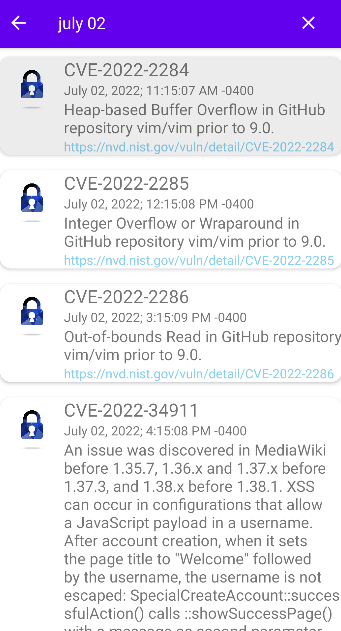 july 02
CVE-2022-2284
July 02, 2022; 11:15:07 AM -0400
Heap-based Buffer Overflow in GitHub
repository vim/vim prior to 9.0.
https://nvd.nist.gov/vuln/detail/CVE-2022-2284
CVE-2022-2285
July 02, 2022; 12:15:08 PM -0400
Integer Overflow or Wraparound in
GitHub repository vim/vim prior to 9.0.
https://nvd.nist.gov/vuln/detail/CVE-2022-2285
CVE-2022-2286
July 02, 2022; 3:15:09 PM -0400
Out-of-bounds Read in GitHub repository
vim/vim prior to 9.0.
https://nvd.nist.gov/vuln/detail/CVE-2022-2286
CVE-2022-34911
July 02, 2022; 4:15:08 PM -0400
An issue was discovered in MediaWiki
before 1.35.7, 1.36.x and 1.37.x before
1.37.3, and 1.38.x before 1.38.1. XSS
can occur in configurations that allow
a JavaScript payload in a username.
After account creation, when it sets
the page title to "Welcome" followed
by the username, the username is not
escaped: SpecialCreateAccount::succes
sfulAction() calls ::showSuccessPage()
with a message as second parameter